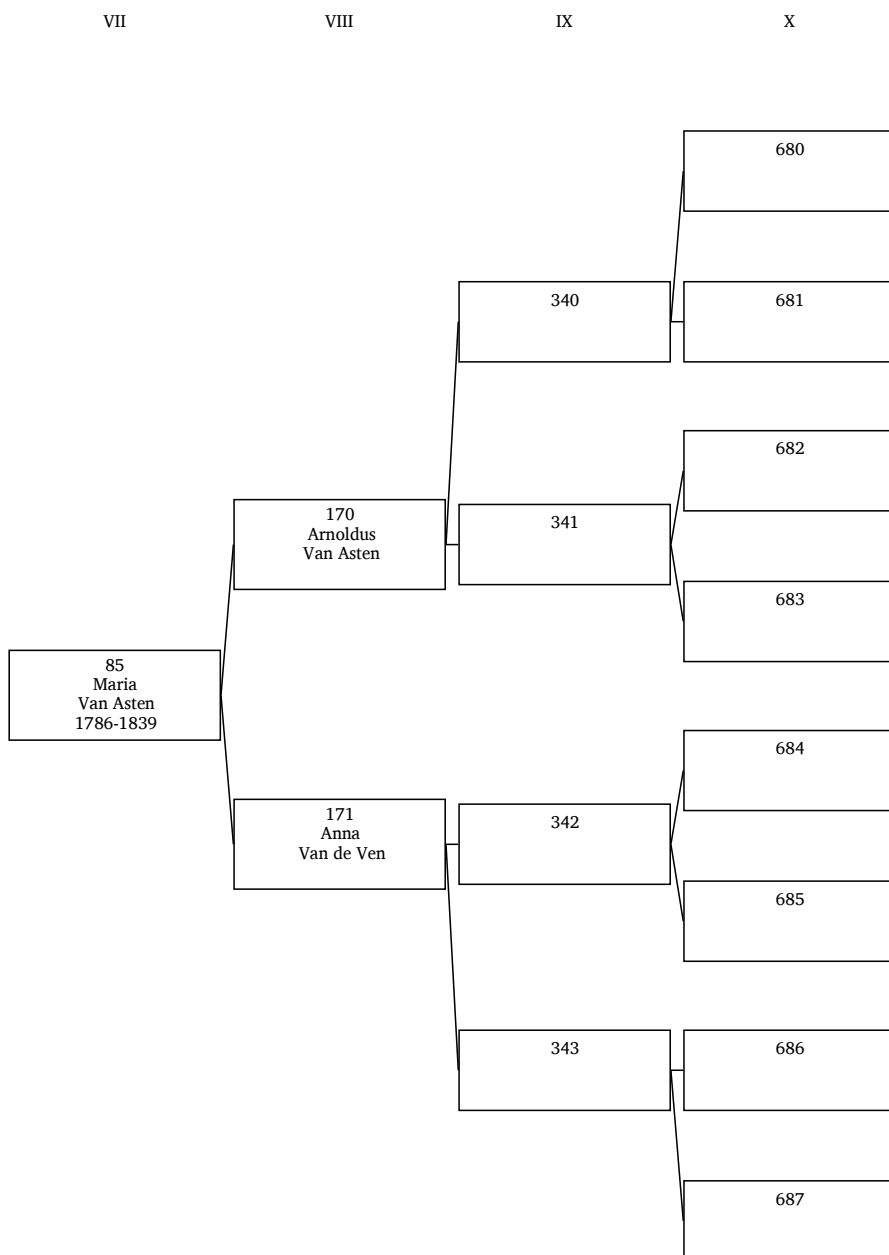 VII
VIII
IX
X
680
340
681
682
170
Arnoldus
Van Asten
341
683
85
Maria
Van Asten
1786-1839
684
171
Anna
Van de Ven
342
685
343
686
687